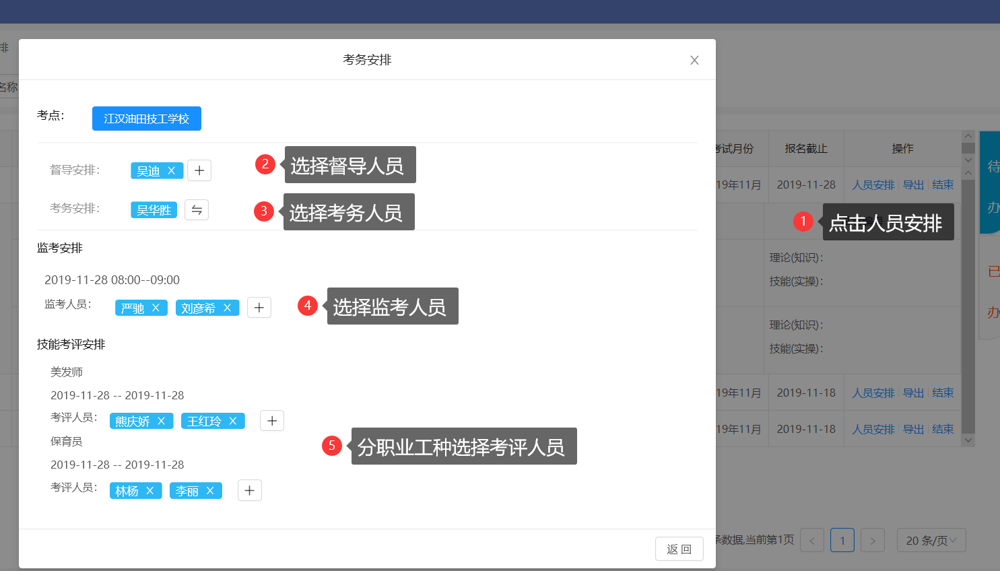 排
考务安排
名称
考点：
江汉油田技工学校
督导安排：
吴迪
2 选择督导人员
考务安排：
吴华胜
3 选择考务人员
监考安排
2019-11-28 08:00--09:00
监考人员：
严驰
刘彦希
4 选择监考人员
技能考评安排
美发师
2019-11-28 -- 2019-11-28
考评人员：
熊庆娇
王红玲
保育员
5 分职业工种选择考评人员
2019-11-28 -- 2019-11-28
考评人员：
林杨
李丽
返 回
考试月份 报名截止 操作
19年11月 2019-11-28 人员安排 导出 结束
1 点击人员安排
理论(知识)：
技能(实操)：
理论(知识)：
技能(实操)：
19年11月 2019-11-18 人员安排 导出 结束
19年11月 2019-11-18 人员安排 导出 结束
条数据,当前第1页 < 1 > 20 条/页
待
办
已
办